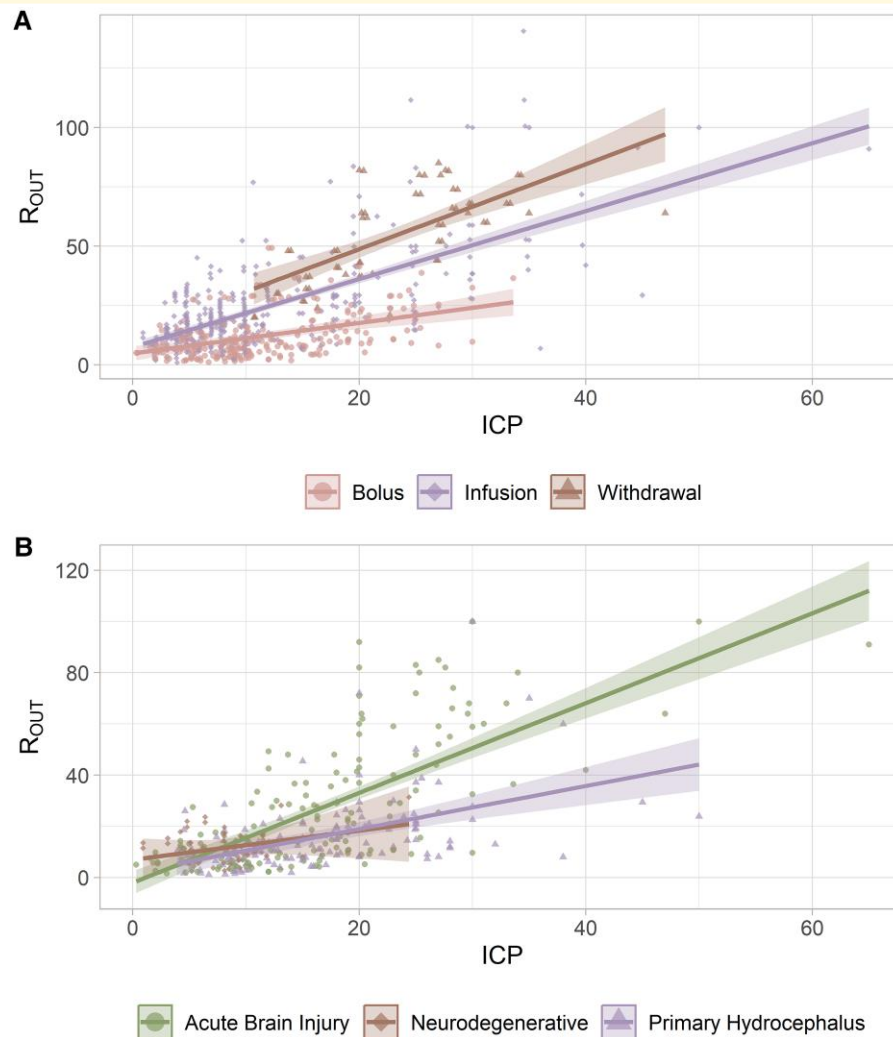 A
100
50
0
R_OUT
0 20 40 60
ICP
Bolus Infusion Withdrawal
B
120
80
40
0
R_OUT
0 20 40 60
ICP
Acute Brain Injury Neurodegenerative Primary Hydrocephalus